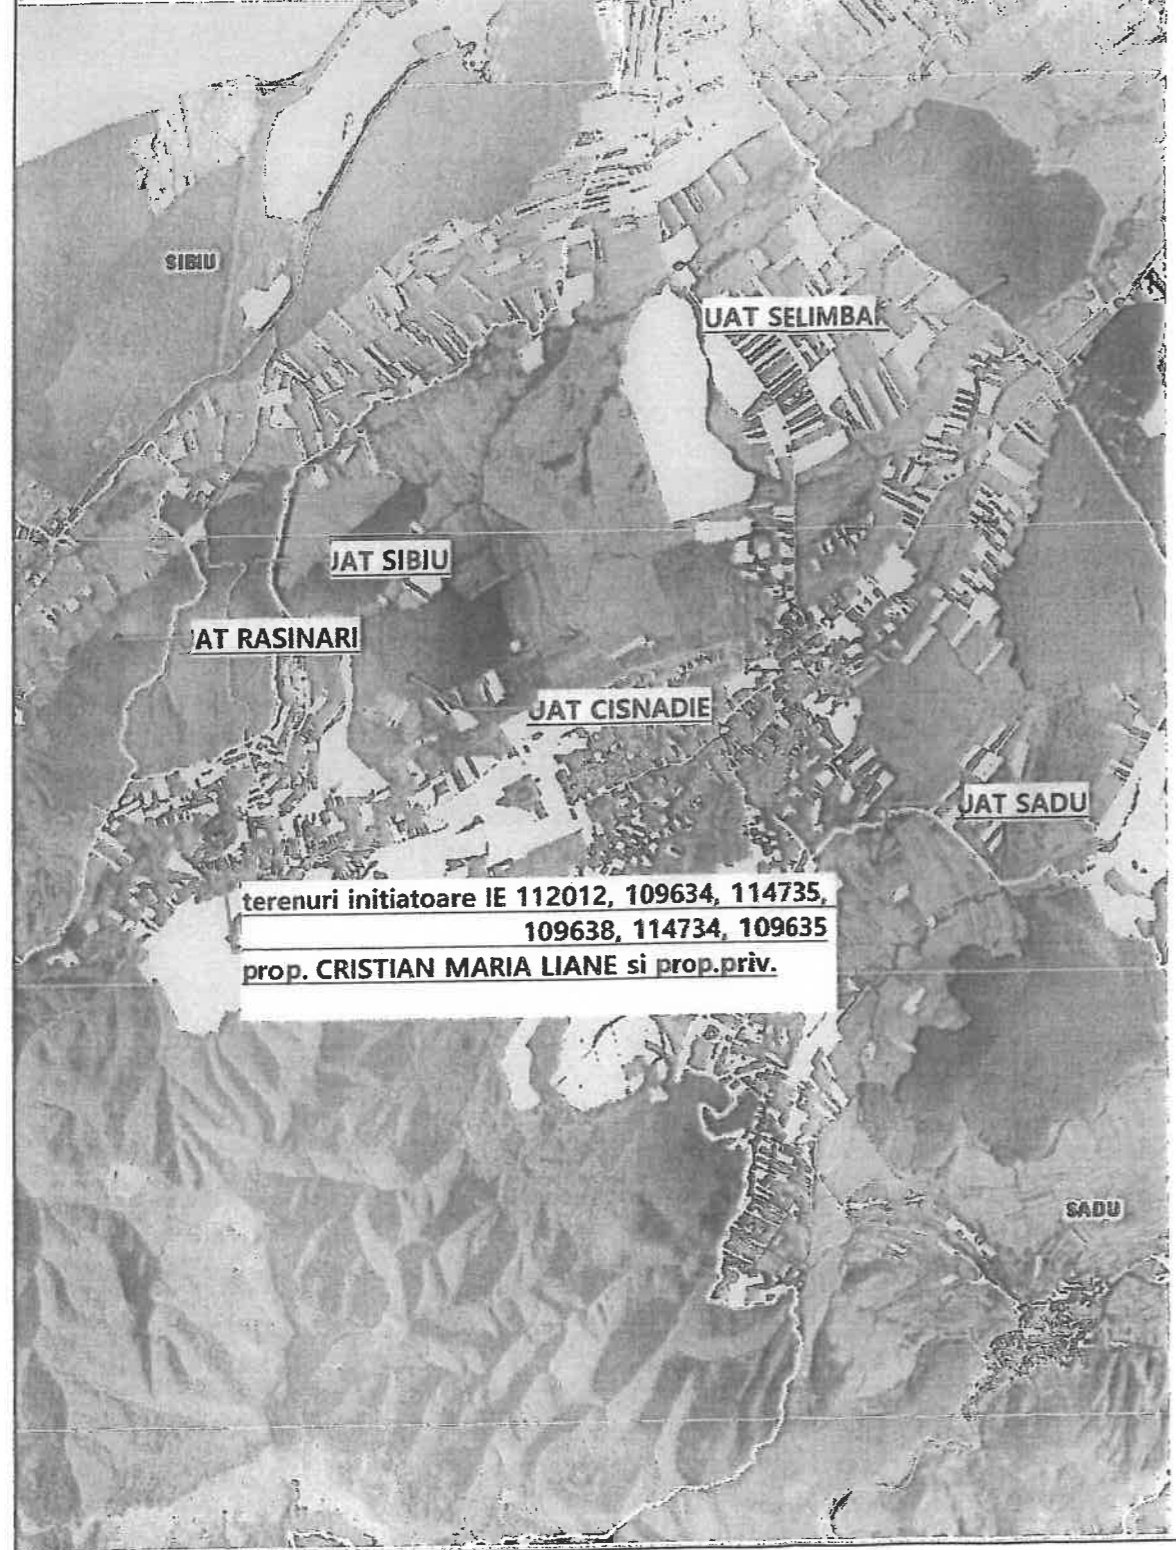 SIBIU
UAT SELIMBAR
UAT SIBIU
UAT RASINARI
UAT CISNADIE
UAT SADU
terenuri initiatoare IE 112012, 109634, 114735,
109638, 114734, 109635
prop. CRISTIAN MARIA LIANE si prop.priv.
SADU